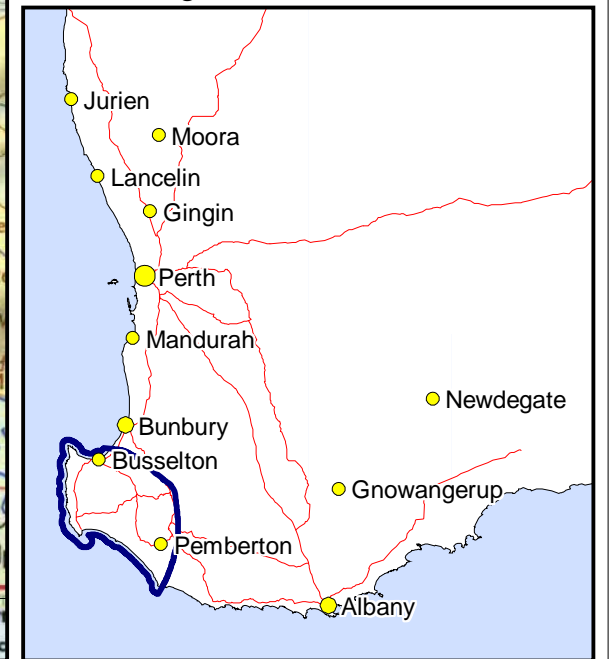 Jurien
Moora
Lancelin
Gingin
Perth
Mandurah
Newdegate
Bunbury
Busselton
Gnowangerup
Pemberton
Albany